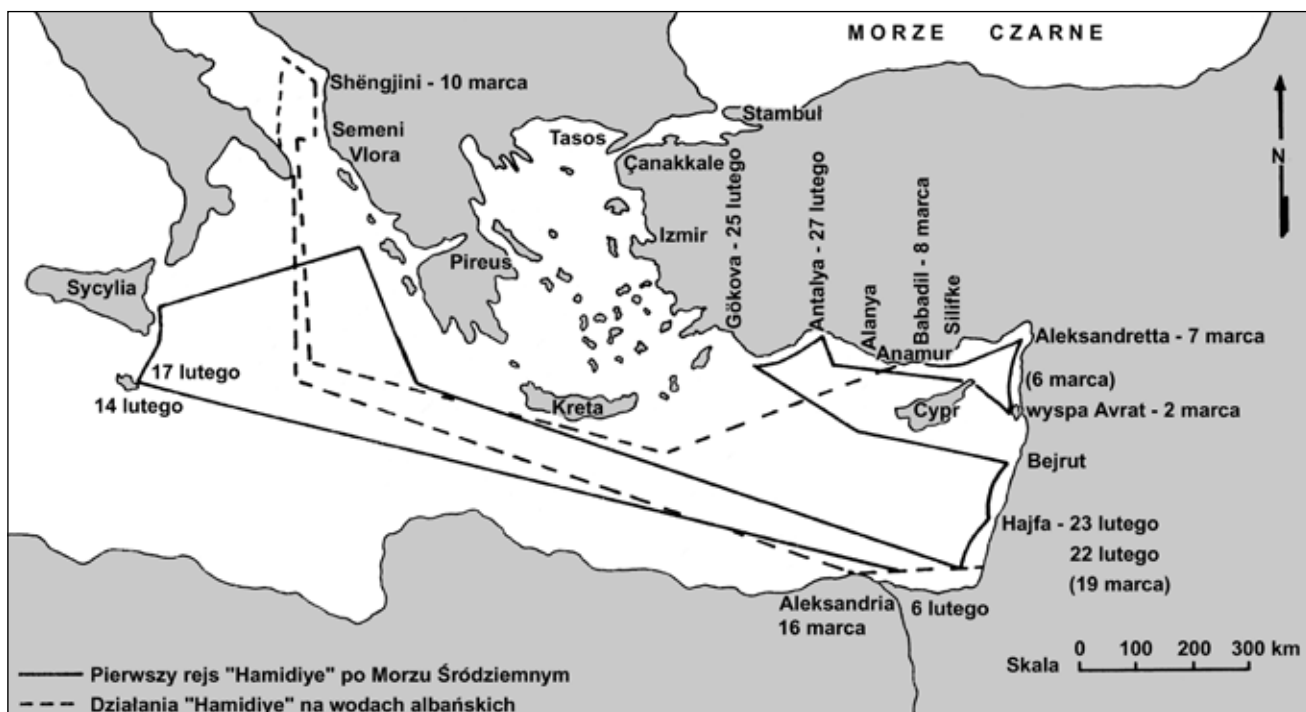 MORZE CZARNE
Shëngjini - 10 marca
Semeni
Vlora
Tasos
Stambul
Çanakkale
N
Izmir
Pireus
Sycylia
Gökova - 25 lutego
Antalya - 27 lutego
Alanya
Babadil - 8 marca
Silifke
Anamur
Aleksandretta - 7 marca
(6 marca)
17 lutego
14 lutego
Kreta
Cypr
wyspa Avrat - 2 marca
Bejrut
Hajfa - 23 lutego
22 lutego
(19 marca)
Aleksandria
16 marca
6 lutego
Skala
0 100 200 300 km
Pierwszy rejs "Hamidiye" po Morzu Śródziemnym
Działania "Hamidiye" na wodach albańskich